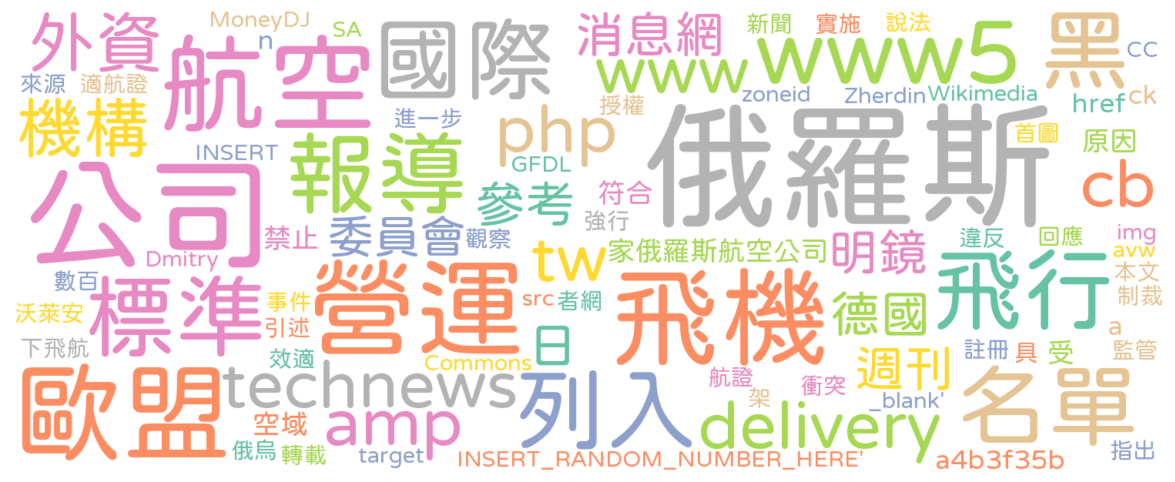 外資
MoneyDJ
n
SA
航空
國際
消息網
新聞
實施
說法
www5
黑
CC
來源
適航證
www
zoneid
Zherdin
Wikimedia
href
ck
機構
進一步
授權
php
俄羅斯
首圖
原因
INSERT
報導
GFDL
公司
參考
符合
強行
cb
禁止
委員會
觀察
tw
家俄羅斯航空公司
明鏡
違反
回應
img
avw
Dmitry
數百
標準
沃萊安
事件
引述
營運
src
者網
飛機
德國
飛行
本文
制裁
a
下飛航
效適
Commons
日
註冊
具
受
監管
歐盟
technews
列入
航證
架
衝突
週刊
_blank'
名單
amp
空域
delivery
俄烏
轉載
target
INSERT_RANDOM_NUMBER_HERE'
a4b3f35b
指出